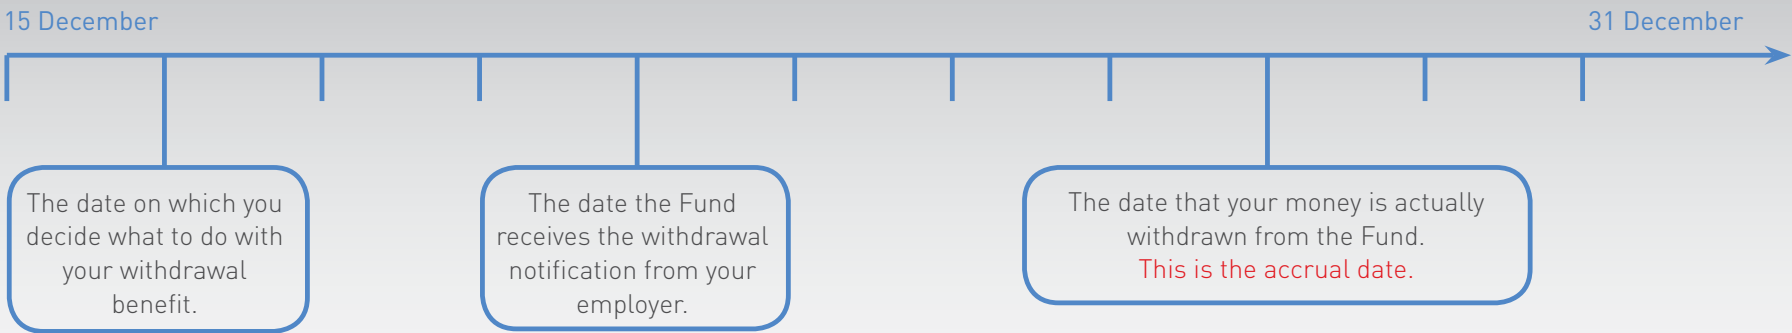 15 December
31 December
The date on which you
decide what to do with
your withdrawal
benefit.
The date the Fund
receives the withdrawal
notification from your
employer.
The date that your money is actually
withdrawn from the Fund.
This is the accrual date.